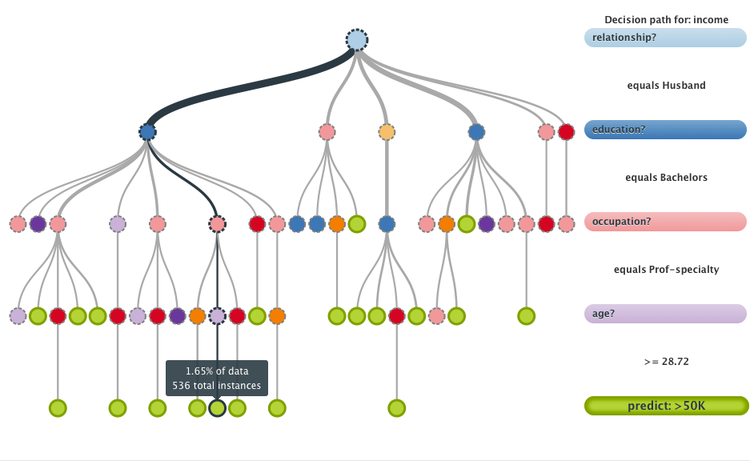 Decision path for: income
relationship?
equals Husband
education?
equals Bachelors
occupation?
equals Prof-specialty
age?
>= 28.72
1.65% of data
536 total instances
predict: >50K